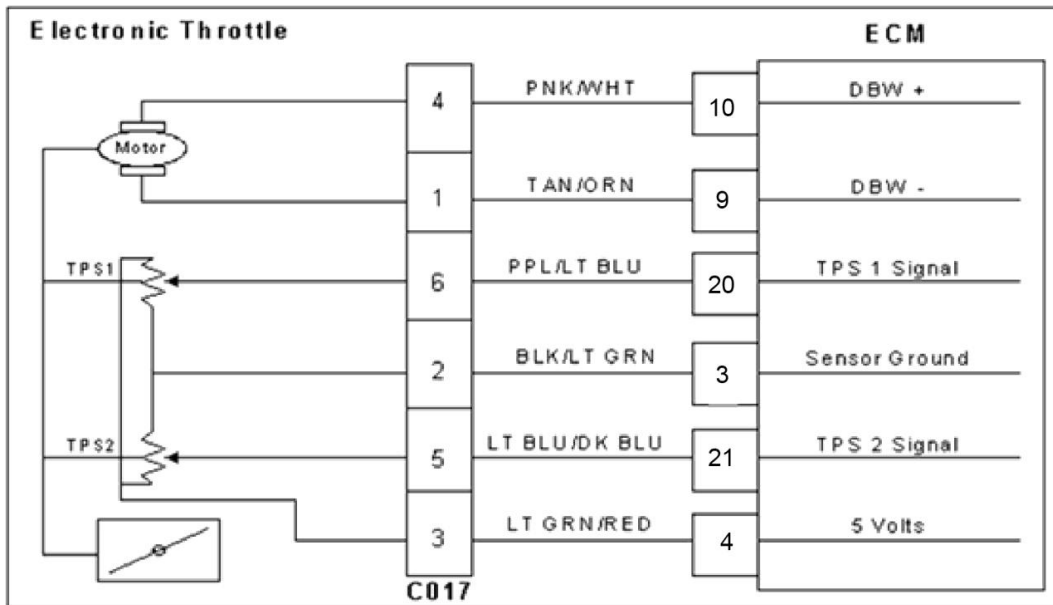 Electronic Throttle
ECM
4
PNK/WHT
10
DBW +
Motor
1
TAN/ORN
9
DBW -
TPS1
6
PPL/LT BLU
20
TPS 1 Signal
2
BLK/LT GRN
3
Sensor Ground
TPS2
5
LT BLU/DK BLU
21
TPS 2 Signal
3
LT GRN/RED
4
5 Volts
C017